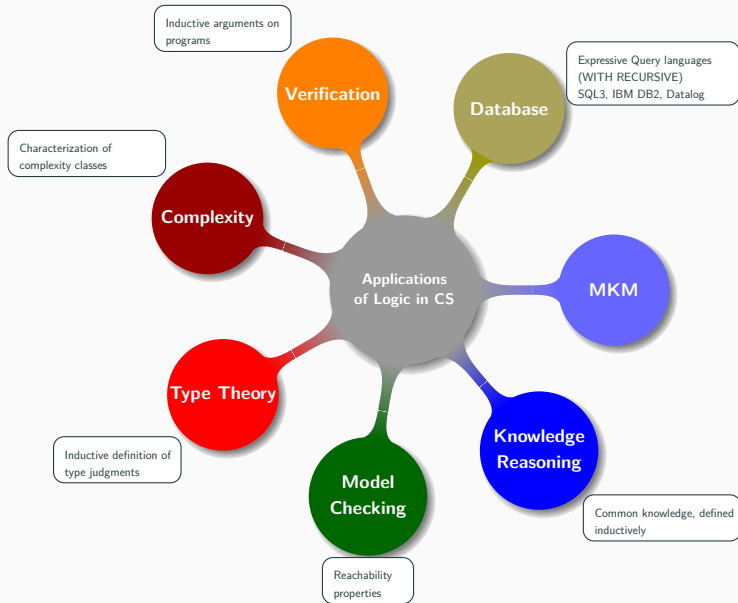 Inductive arguments on
programs
Verification
Expressive Query languages
(WITH RECURSIVE)
SQL3, IBM DB2, Datalog
Database
Characterization of
complexity classes
Complexity
Applications
of Logic in CS
MKM
Type Theory
Inductive definition of
type judgments
Knowledge
Reasoning
Common knowledge, defined
inductively
Model
Checking
Reachability
properties